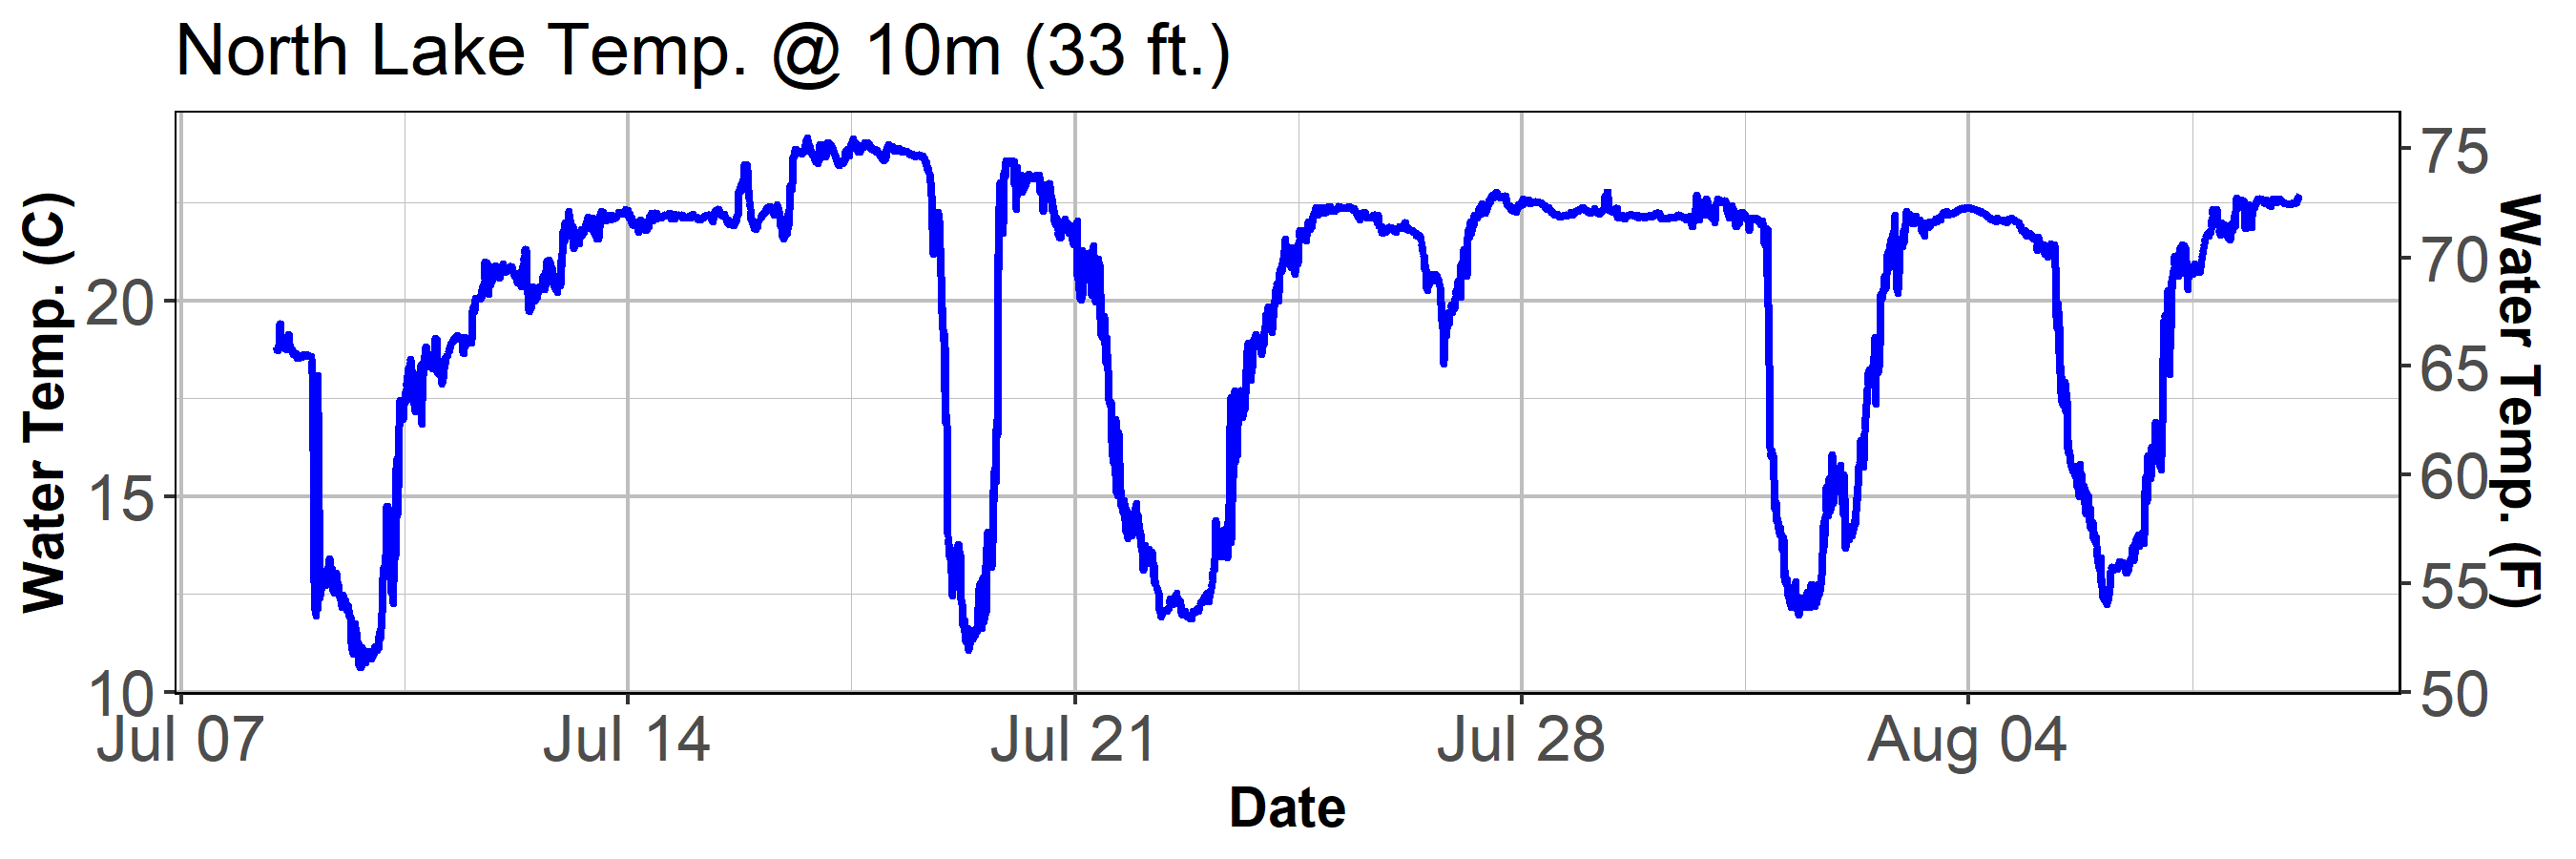 North Lake Temp. @ 10m (33 ft.)
Water Temp. (C)
20
15
10
75
70
65
60
55
50
Water Temp. (F)
Jul 07 Jul 14 Jul 21 Jul 28 Aug 04
Date